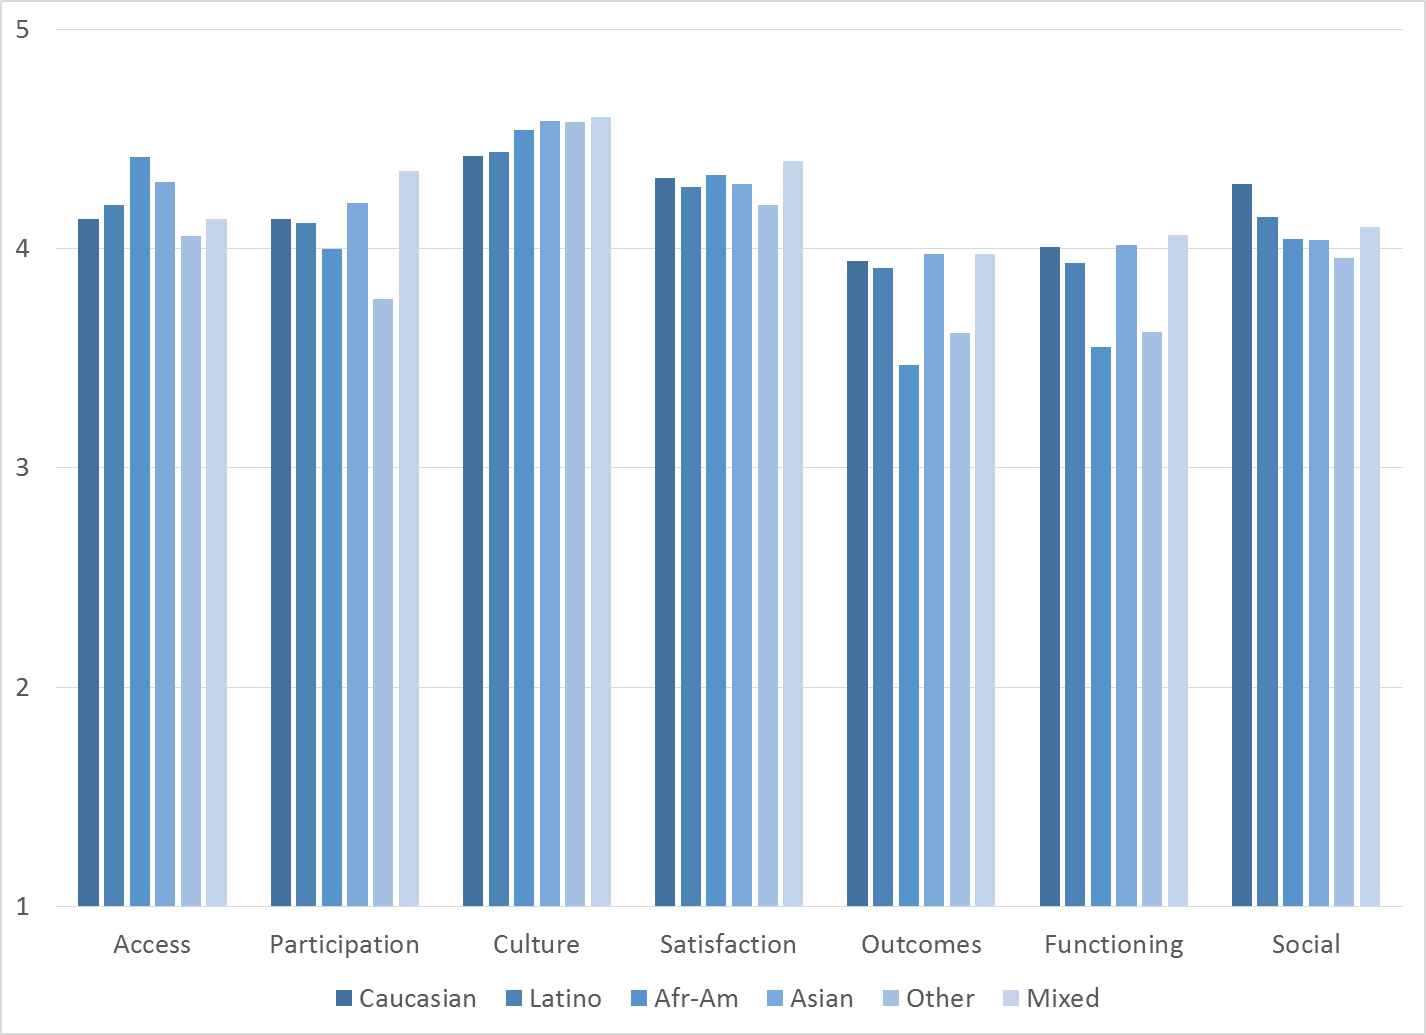 5
4
3
2
1
Access Participation Culture Satisfaction Outcomes Functioning Social
Caucasian Latino Afr-Am Asian Other Mixed